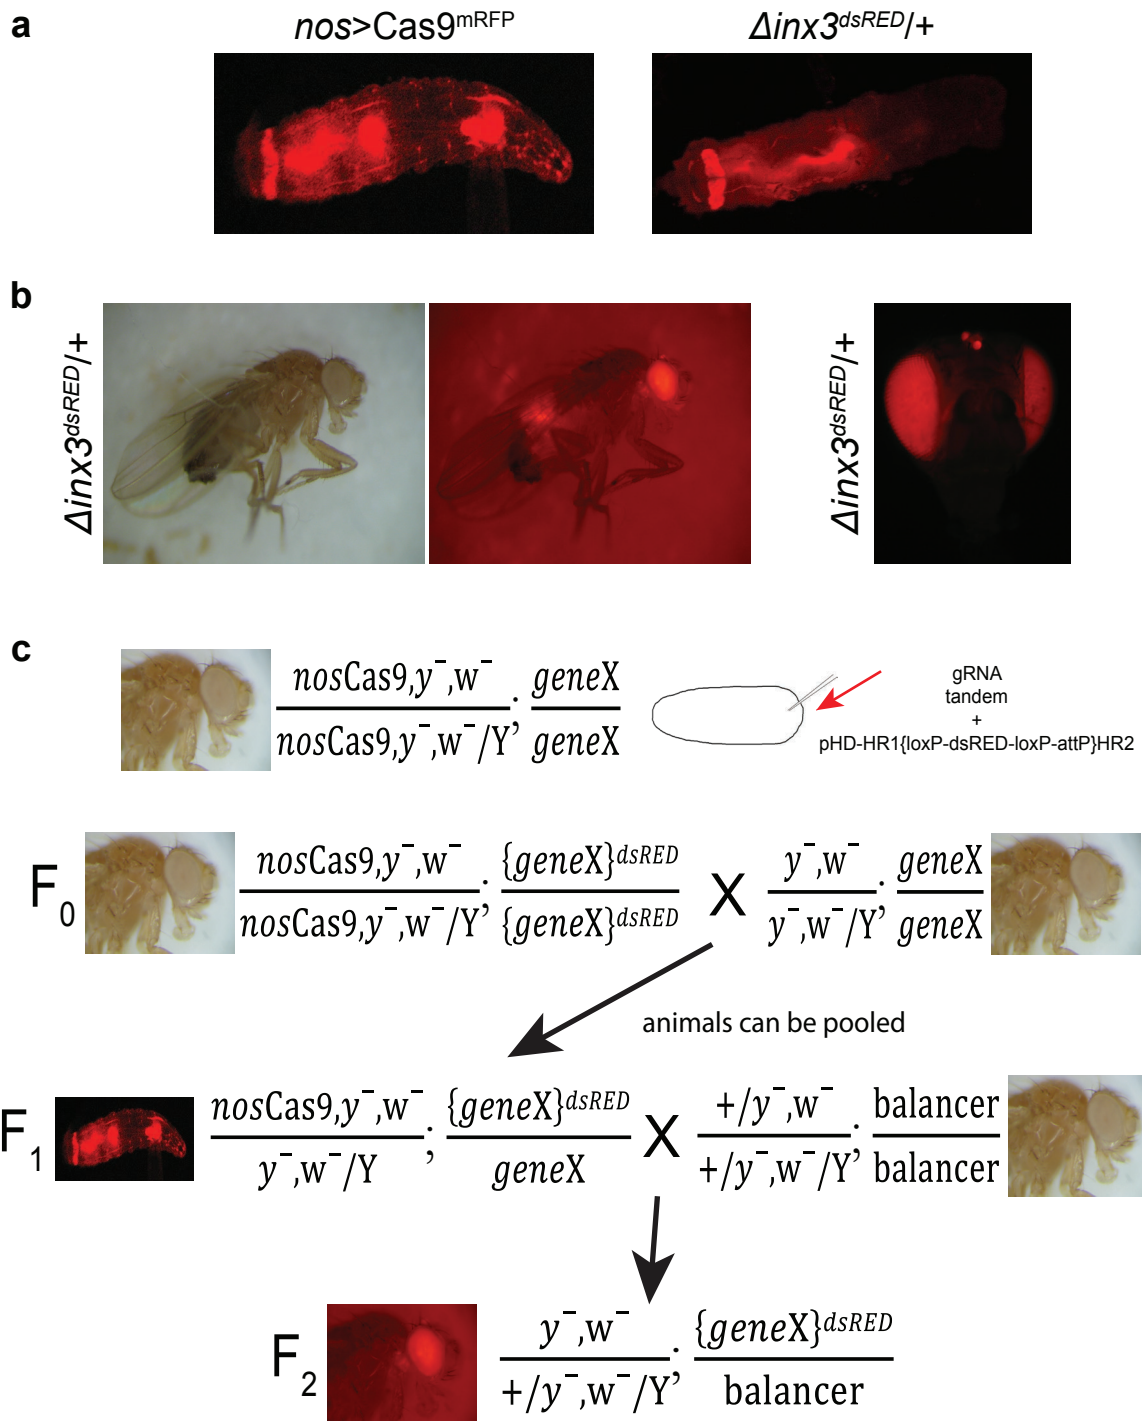 a
nos>Cas9mRFP
Δinx3dsRED/+
b
Δinx3dsRED/+
Δinx3dsRED/+
c
nosCas9,y⁻,w⁻
nosCas9,y⁻,w⁻/Y
;
geneX
geneX
gRNA
tandem
+
pHD-HR1{loxP-dsRED-loxP-attP}HR2
F0
nosCas9,y⁻,w⁻
nosCas9,y⁻,w⁻/Y
;
{geneX}dsRED
{geneX}dsRED
X
y⁻,w⁻
y⁻,w⁻/Y
;
geneX
geneX
animals can be pooled
F1
nosCas9,y⁻,w⁻
y⁻,w⁻/Y
;
{geneX}dsRED
geneX
X
+/y⁻,w⁻
+/y⁻,w⁻/Y
;
balancer
balancer
F2
y⁻,w⁻
+/y⁻,w⁻/Y
;
{geneX}dsRED
balancer